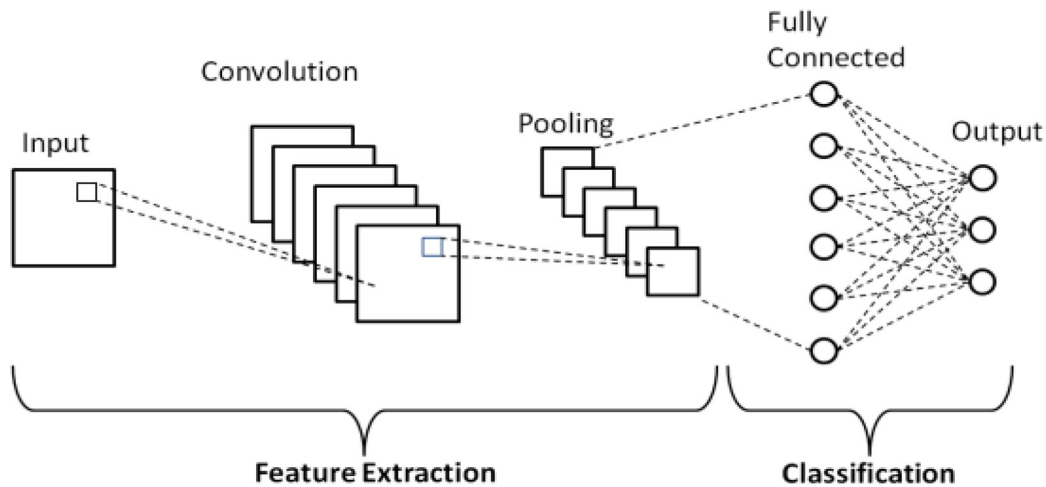 Fully
Connected
Convolution
Pooling
Output
Input
Feature Extraction
Classification